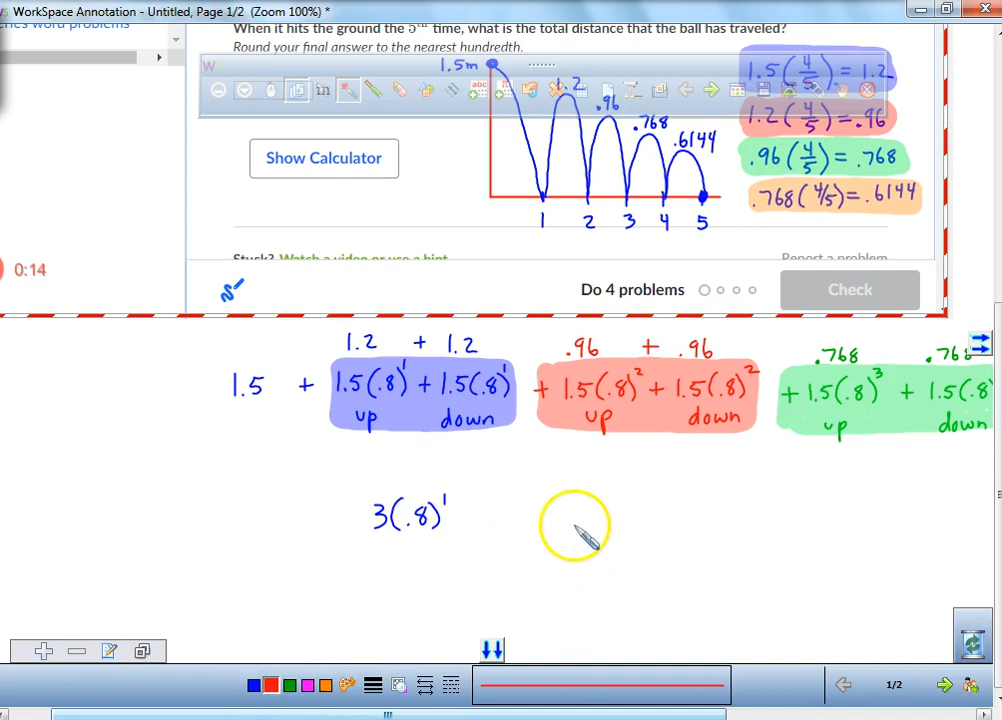 WorkSpace Annotation - Untitled, Page 1/2 (Zoom 100%) *
series word problems
When it hits the ground the 5th time, what is the total distance that the ball has traveled?
Round your final answer to the nearest hundredth.
1.5m
1.2
.96
.768
.6144
1 2 3 4 5
1.5(4/5) = 1.2
1.2(4/5) = .96
.96(4/5) = .768
.768(4/5) = .6144
Show Calculator
Stuck? Watch a video or use a hint.
Report a problem
0:14
Do 4 problems
Check
1.2 + 1.2 .96 + .96 .768 .768
1.5 + 1.5(.8)¹ + 1.5(.8)¹ + 1.5(.8)² + 1.5(.8)² + 1.5(.8)³ + 1.5(.8
up down up down up down
3(.8)¹
1/2